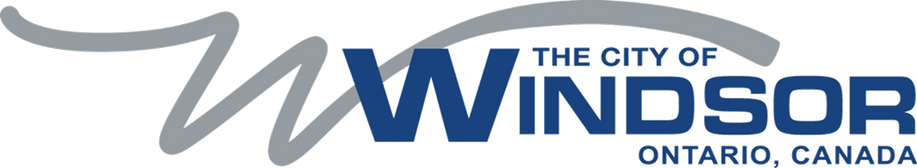 THE CITY OF
WINDSOR
ONTARIO, CANADA